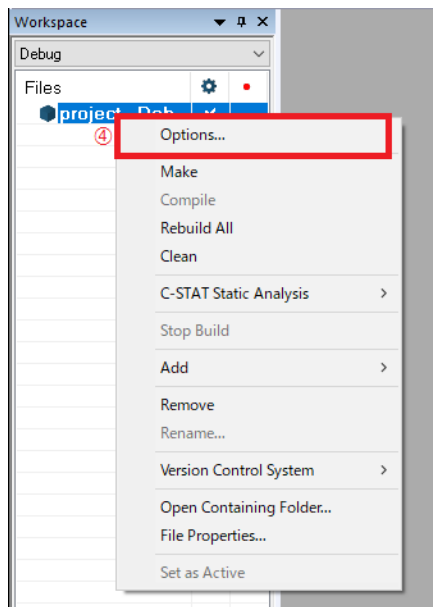 Workspace
Debug
Files
project - Deb...
④
Options...
Make
Compile
Rebuild All
Clean
C-STAT Static Analysis
Stop Build
Add
Remove
Rename...
Version Control System
Open Containing Folder...
File Properties...
Set as Active